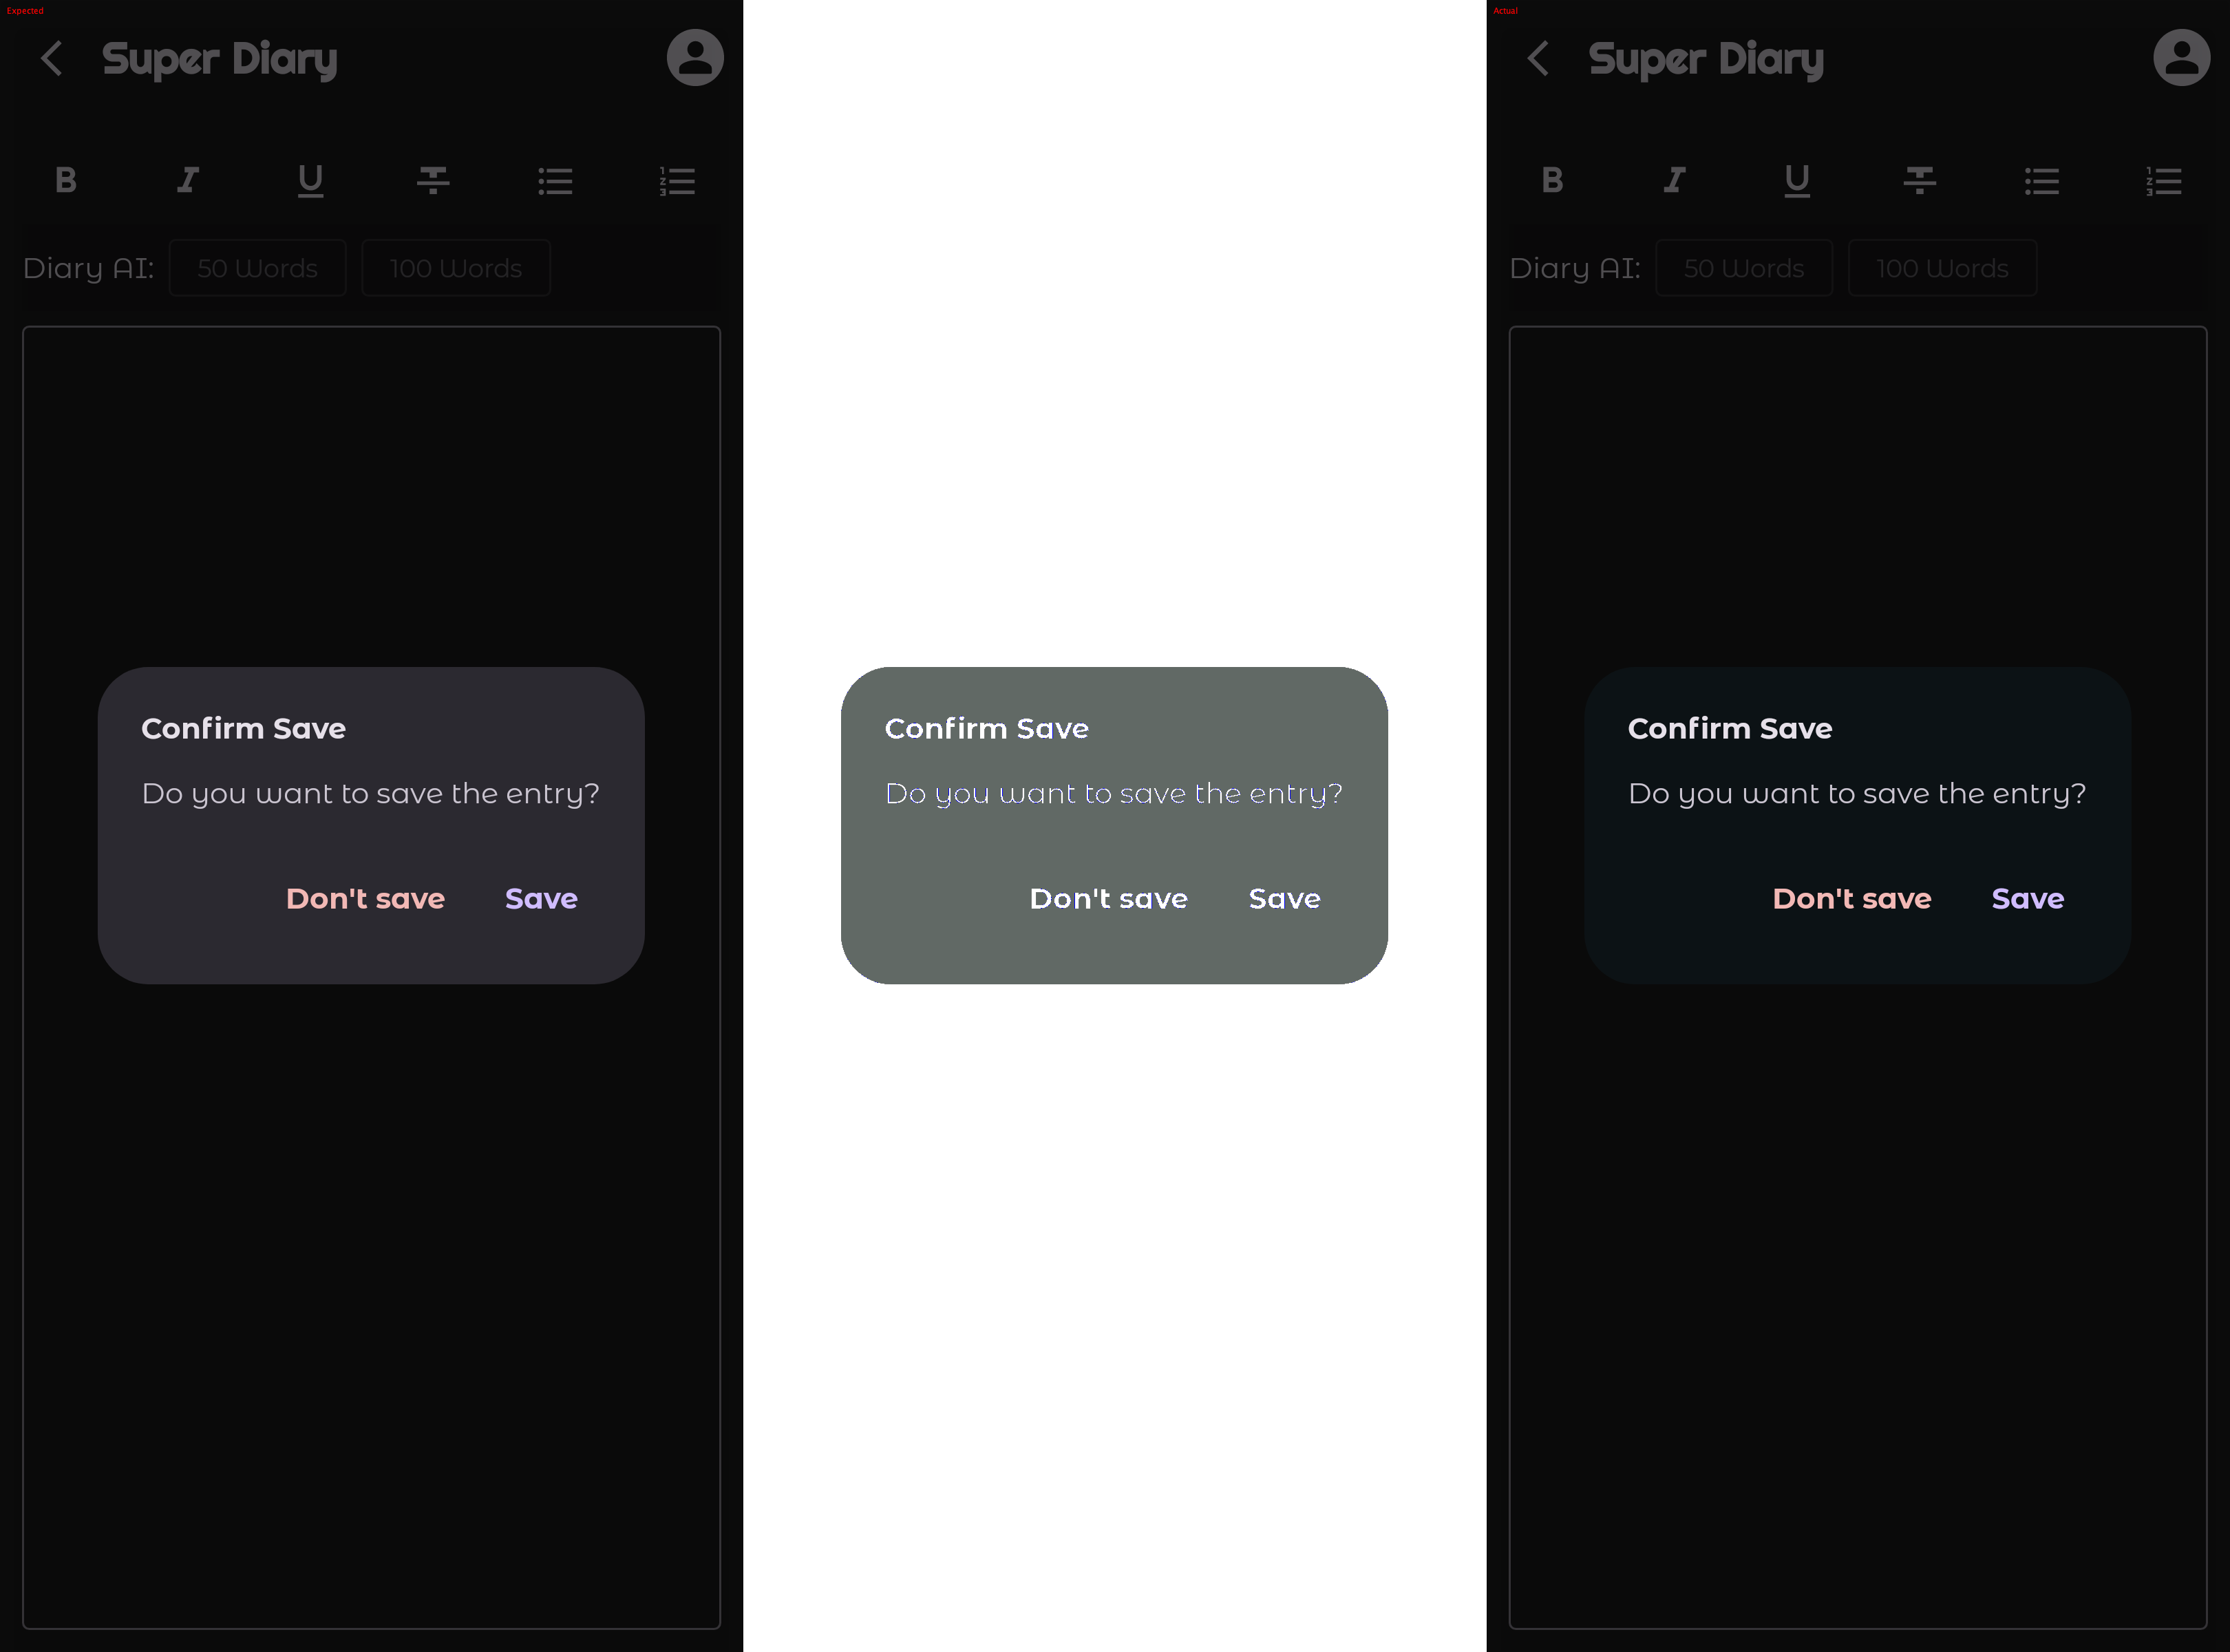 Expected
Super Diary
B I U
Diary AI: 50 Words 100 Words
Confirm Save
Do you want to save the entry?
Don't save Save
Confirm Save
Do you want to save the entry?
Don't save Save
Actual
Super Diary
B I U
Diary AI: 50 Words 100 Words
Confirm Save
Do you want to save the entry?
Don't save Save